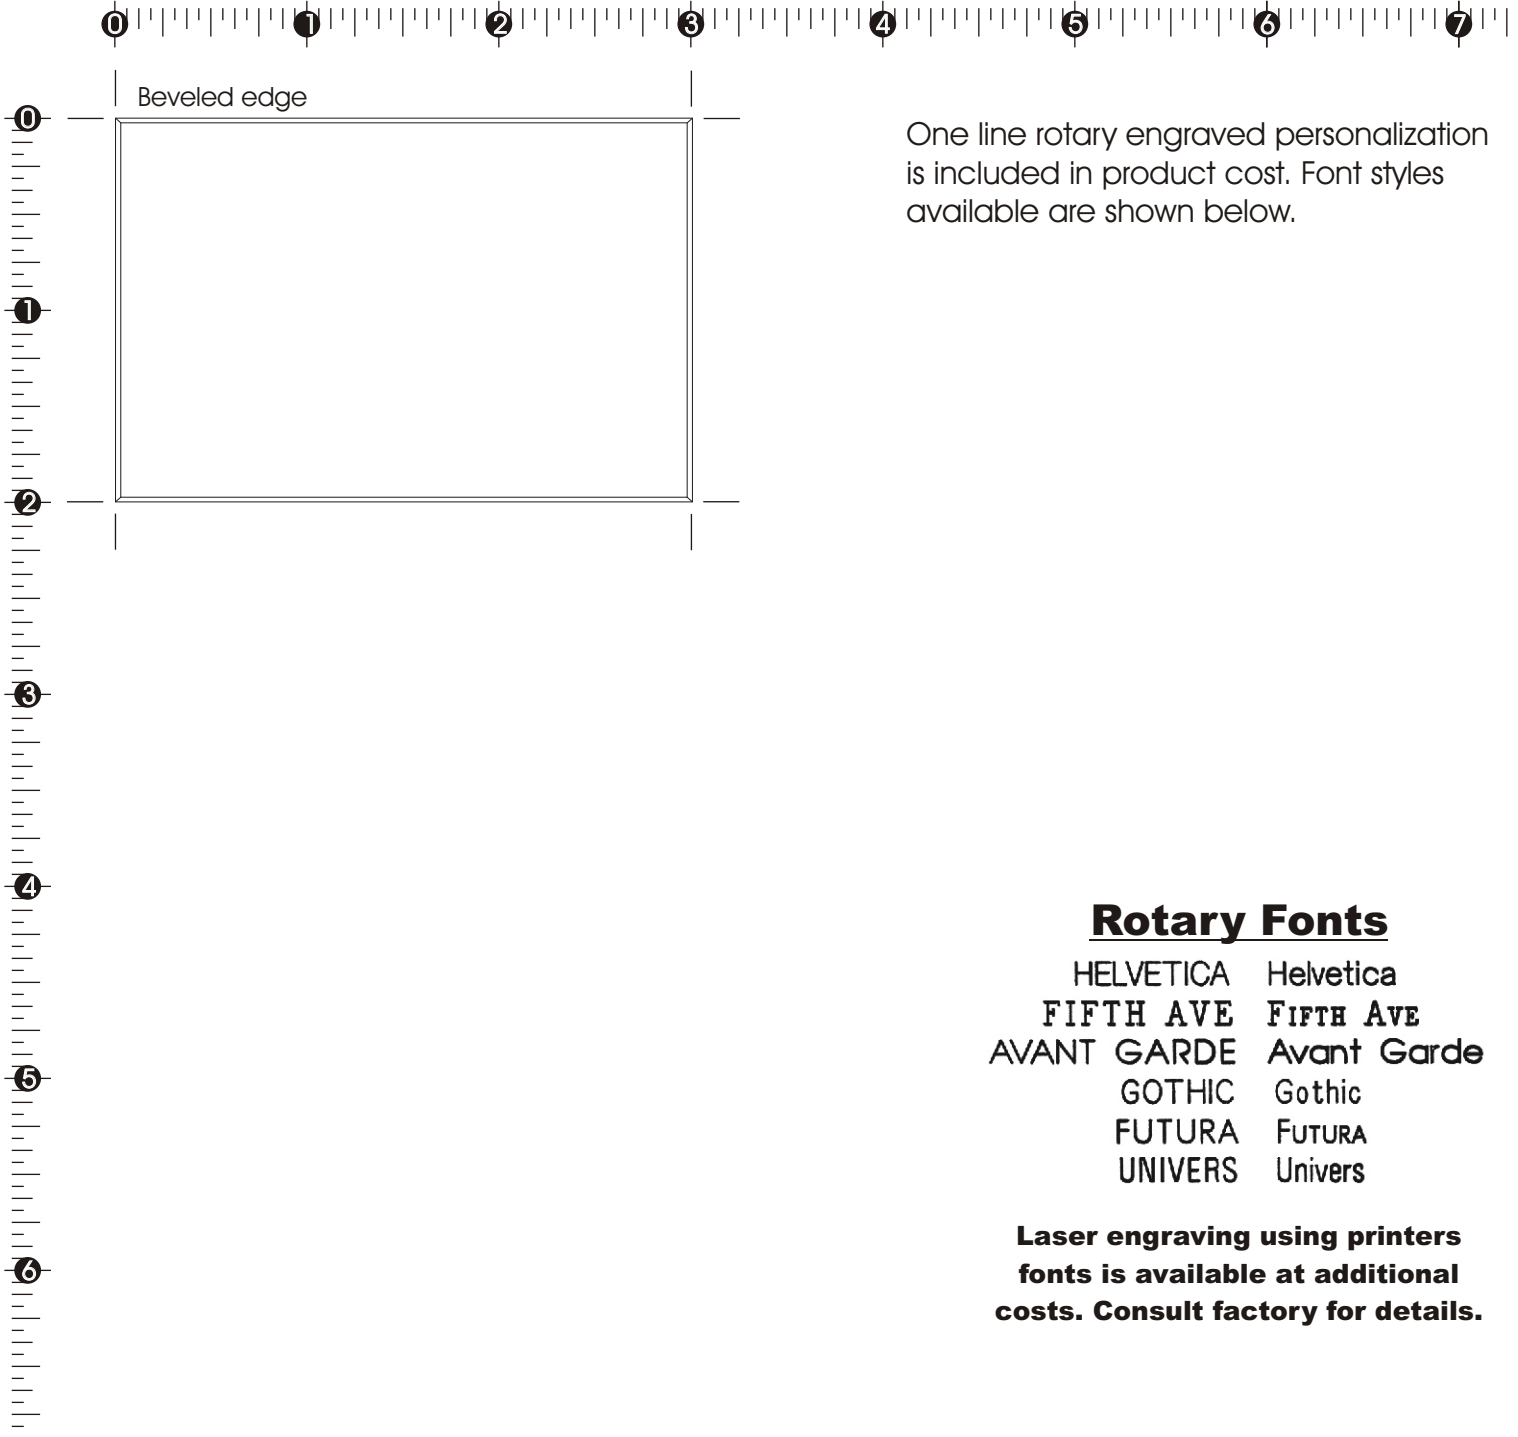 0 1 2 3 4 5 6 7
Beveled edge
0
One line rotary engraved personalization
is included in product cost. Font styles
available are shown below.
1
2
3
4
Rotary Fonts
HELVETICA Helvetica
FIFTH AVE FIFTH AVE
AVANT GARDE Avant Garde
5
GOTHIC Gothic
FUTURA FUTURA
UNIVERS Univers
Laser engraving using printers
6
fonts is available at additional
costs. Consult factory for details.